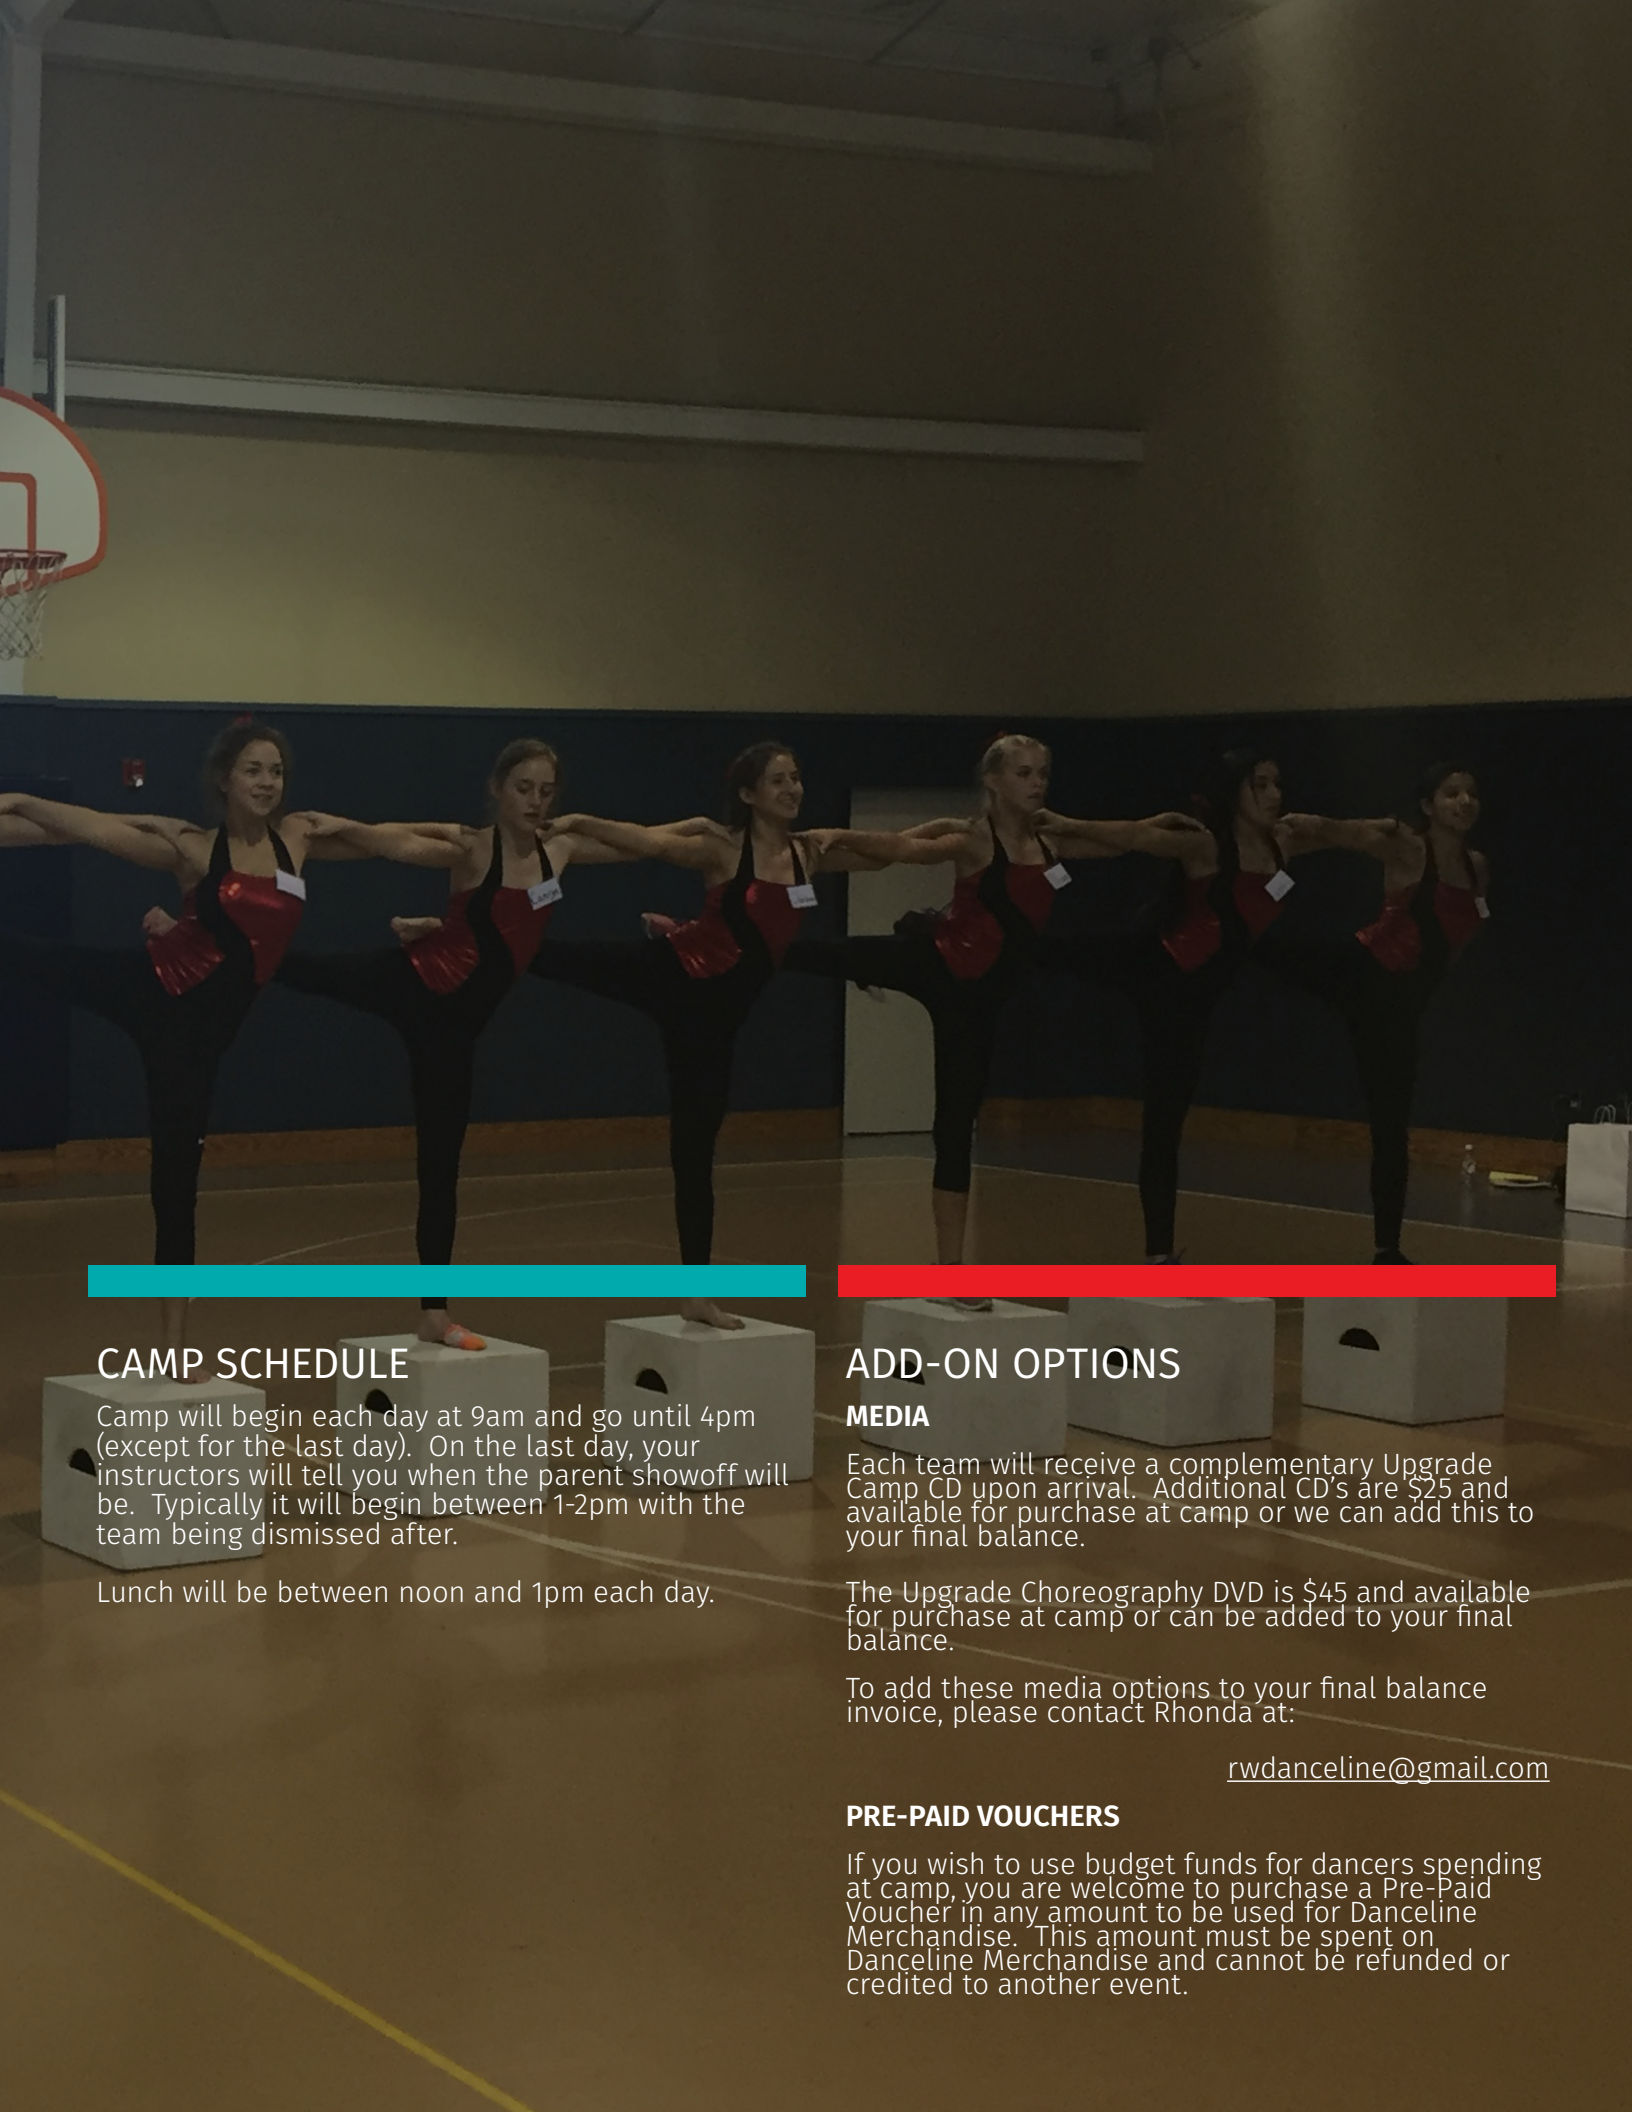 CAMP SCHEDULE
Camp will begin each day at 9am and go until 4pm
(except for the last day).  On the last day, your
instructors will tell you when the parent showoff will
be.  Typically it will begin between 1-2pm with the
team being dismissed after.
Lunch will be between noon and 1pm each day.
ADD-ON OPTIONS
MEDIA
Each team will receive a complementary Upgrade
Camp CD upon arrival.  Additional CD’s are $25 and
available for purchase at camp or we can add this to
your final balance.
The Upgrade Choreography DVD is $45 and available
for purchase at camp or can be added to your final
balance.
To add these media options to your final balance
invoice, please contact Rhonda at:
rwdanceline@gmail.com
PRE-PAID VOUCHERS
If you wish to use budget funds for dancers spending
at camp, you are welcome to purchase a Pre-Paid
Voucher in any amount to be used for Danceline
Merchandise.  This amount must be spent on
Danceline Merchandise and cannot be refunded or
credited to another event.